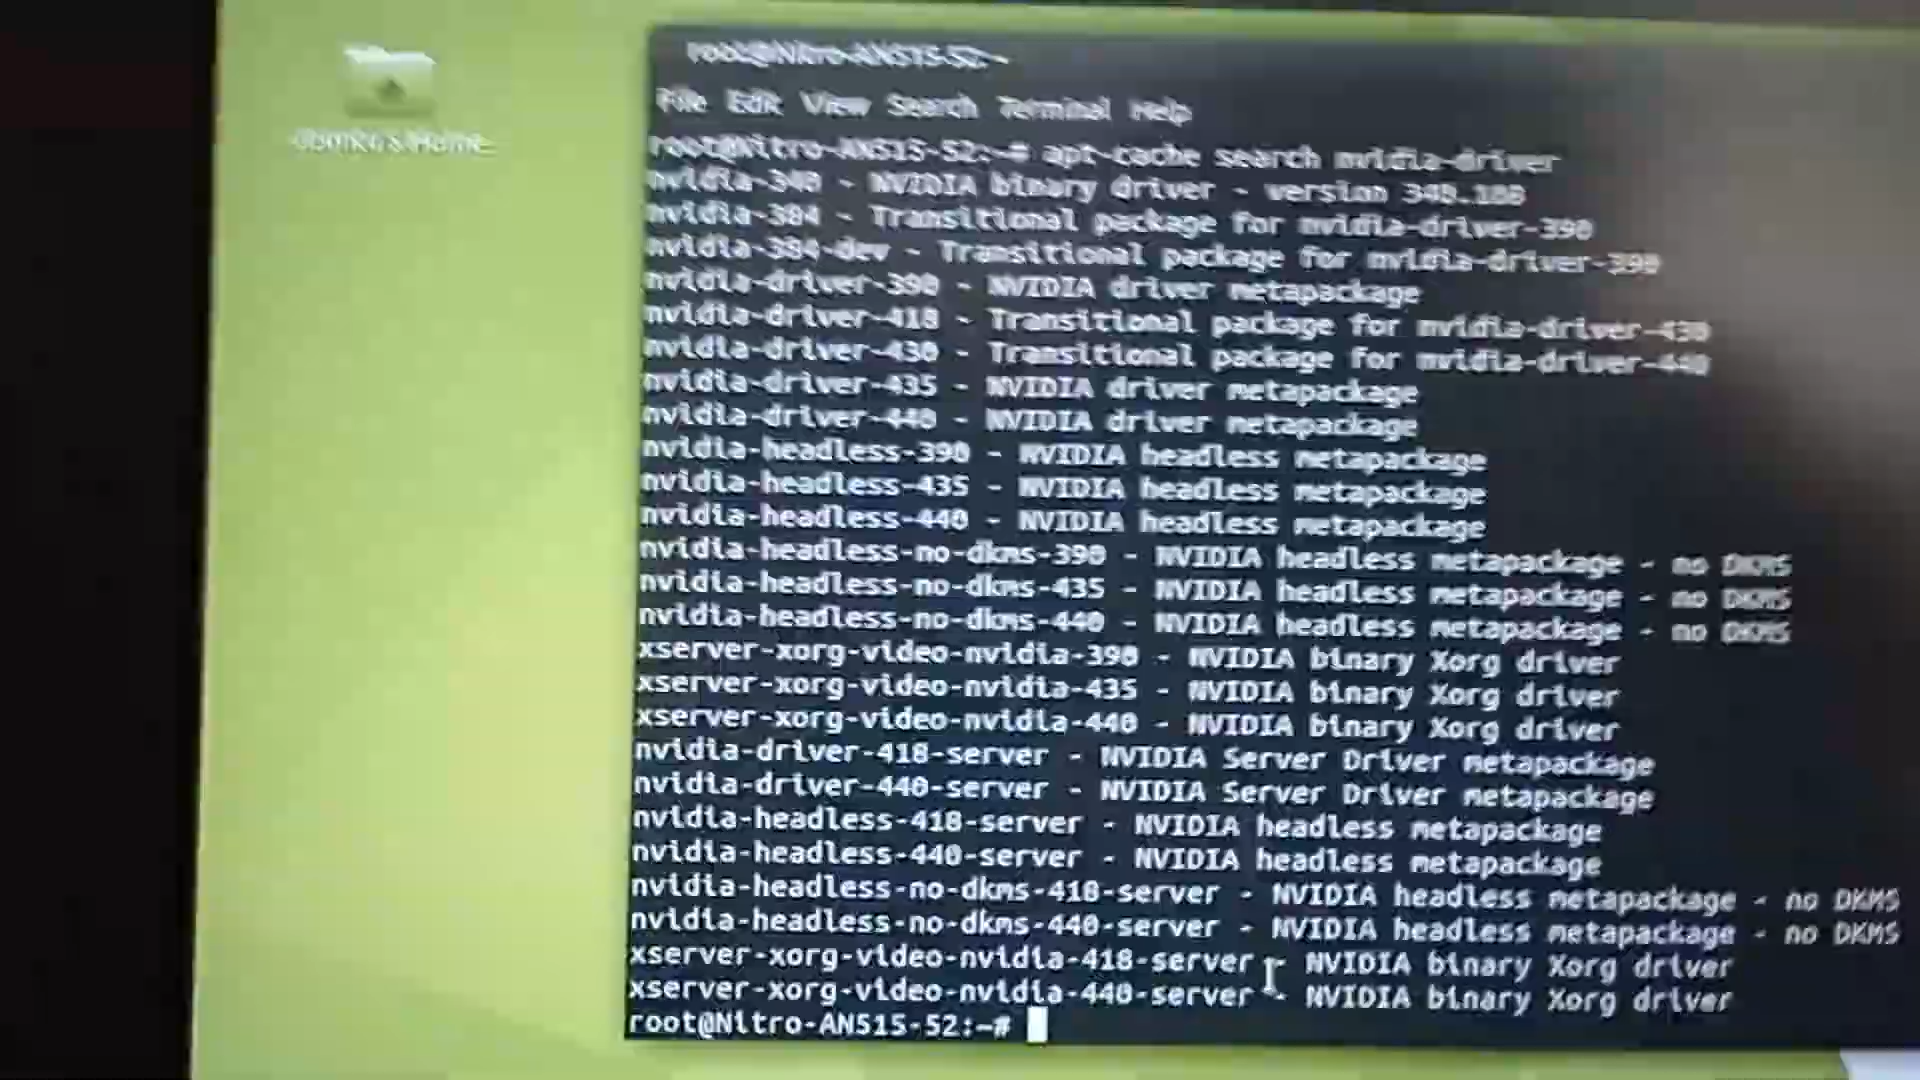 root@Nitro-AN515-52:~
File Edit View Search Terminal Help
root@Nitro-AN515-52:~# apt-cache search nvidia-driver
nvidia-340 - NVIDIA binary driver - version 340.108
nvidia-384 - Transitional package for nvidia-driver-390
nvidia-384-dev - Transitional package for nvidia-driver-390
nvidia-driver-390 - NVIDIA driver metapackage
nvidia-driver-418 - Transitional package for nvidia-driver-430
nvidia-driver-430 - Transitional package for nvidia-driver-440
nvidia-driver-435 - NVIDIA driver metapackage
nvidia-driver-440 - NVIDIA driver metapackage
nvidia-headless-390 - NVIDIA headless metapackage
nvidia-headless-435 - NVIDIA headless metapackage
nvidia-headless-440 - NVIDIA headless metapackage
nvidia-headless-no-dkms-390 - NVIDIA headless metapackage - no DKMS
nvidia-headless-no-dkms-435 - NVIDIA headless metapackage - no DKMS
nvidia-headless-no-dkms-440 - NVIDIA headless metapackage - no DKMS
xserver-xorg-video-nvidia-390 - NVIDIA binary Xorg driver
xserver-xorg-video-nvidia-435 - NVIDIA binary Xorg driver
xserver-xorg-video-nvidia-440 - NVIDIA binary Xorg driver
nvidia-driver-418-server - NVIDIA Server Driver metapackage
nvidia-driver-440-server - NVIDIA Server Driver metapackage
nvidia-headless-418-server - NVIDIA headless metapackage
nvidia-headless-440-server - NVIDIA headless metapackage
nvidia-headless-no-dkms-418-server - NVIDIA headless metapackage - no DKMS
nvidia-headless-no-dkms-440-server - NVIDIA headless metapackage - no DKMS
xserver-xorg-video-nvidia-418-server - NVIDIA binary Xorg driver
xserver-xorg-video-nvidia-440-server - NVIDIA binary Xorg driver
root@Nitro-AN515-52:~#
Home